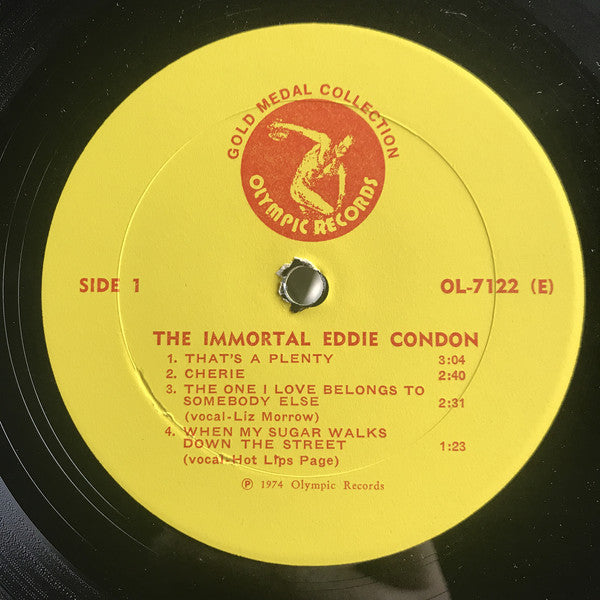 GOLD MEDAL COLLECTION
OLYMPIC RECORDS
SIDE 1
OL-7122 (E)
THE IMMORTAL EDDIE CONDON
1. THAT'S A PLENTY 3:04
2. CHERIE 2:40
3. THE ONE I LOVE BELONGS TO
SOMEBODY ELSE 2:31
(vocal-Liz Morrow)
4. WHEN MY SUGAR WALKS
DOWN THE STREET 1:23
(vocal-Hot Lips Page)
℗ 1974 Olympic Records